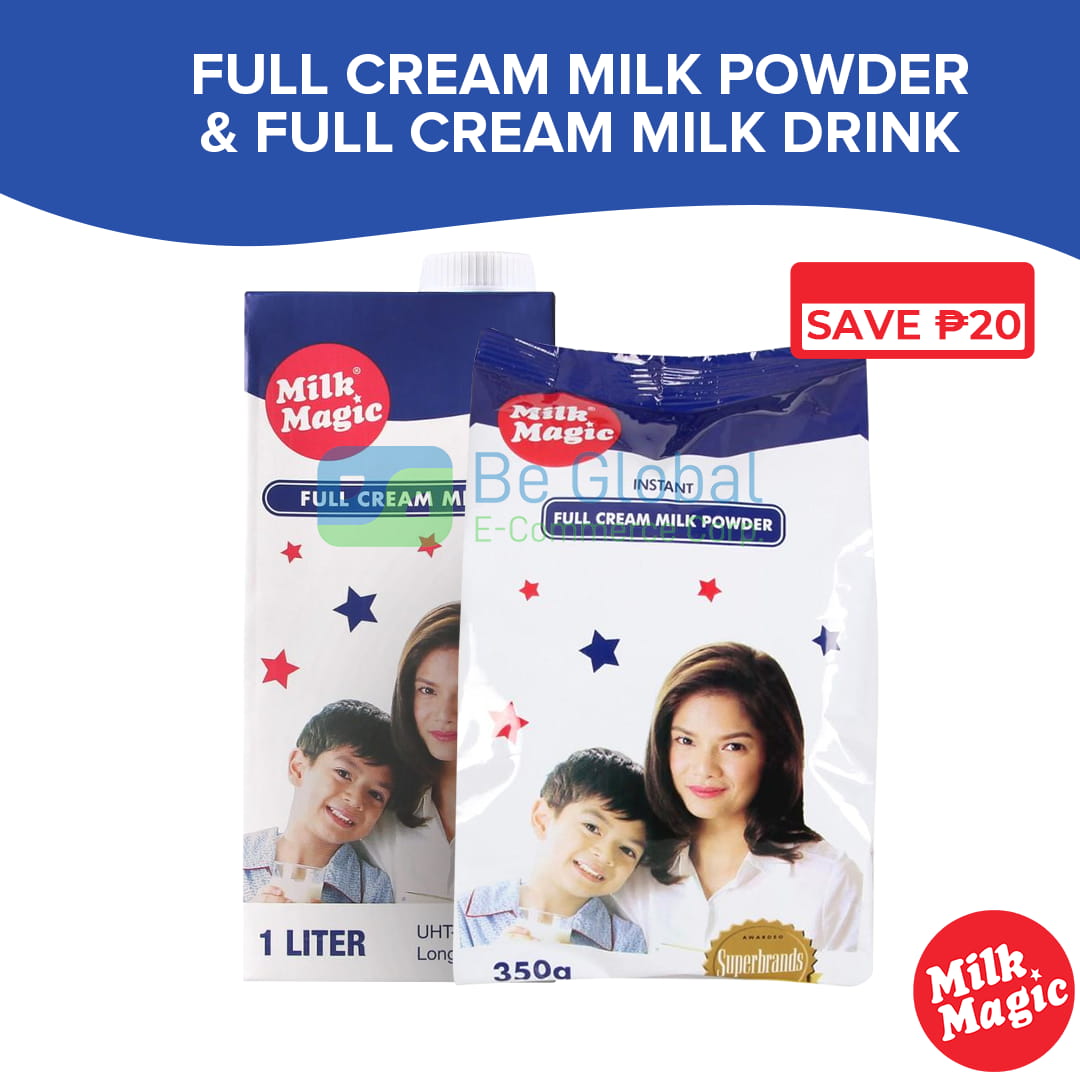 FULL CREAM MILK POWDER
& FULL CREAM MILK DRINK
SAVE ₱20
Milk®
Magic
FULL CREAM
1 LITER
UHT-
Long
Milk®
Magic
INSTANT
FULL CREAM MILK POWDER
350g
AWARDED
Superbrands
Be Global
E-Commerce Corp.
Milk
Magic